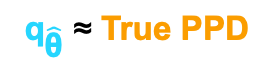 q_θ̂ ≈ True PPD